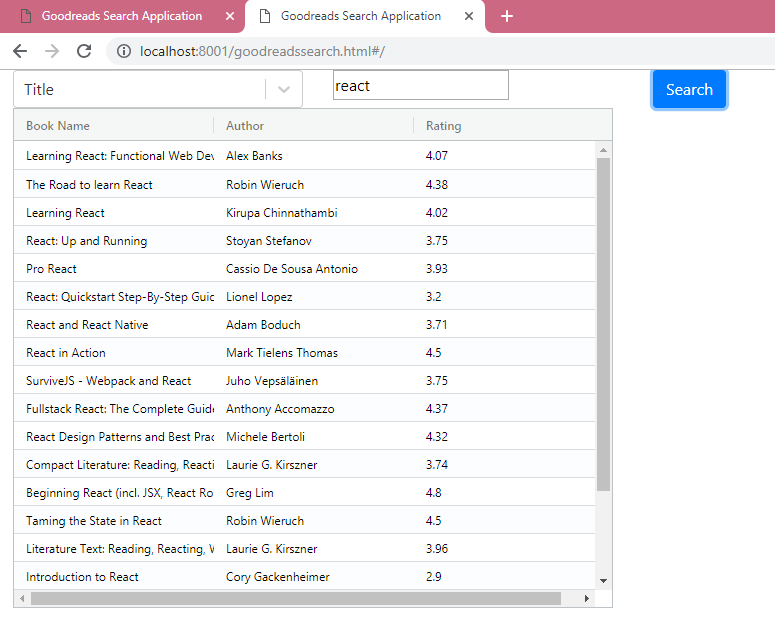 Goodreads Search Application Goodreads Search Application
localhost:8001/goodreadssearch.html#/
Title react Search
Book Name Author Rating
Learning React: Functional Web Dev Alex Banks 4.07
The Road to learn React Robin Wieruch 4.38
Learning React Kirupa Chinnathambi 4.02
React: Up and Running Stoyan Stefanov 3.75
Pro React Cassio De Sousa Antonio 3.93
React: Quickstart Step-By-Step Guid Lionel Lopez 3.2
React and React Native Adam Boduch 3.71
React in Action Mark Tielens Thomas 4.5
SurviveJS - Webpack and React Juho Vepsäläinen 3.75
Fullstack React: The Complete Guide Anthony Accomazzo 4.37
React Design Patterns and Best Prac Michele Bertoli 4.32
Compact Literature: Reading, Reacti Laurie G. Kirszner 3.74
Beginning React (incl. JSX, React Ro Greg Lim 4.8
Taming the State in React Robin Wieruch 4.5
Literature Text: Reading, Reacting, W Laurie G. Kirszner 3.96
Introduction to React Cory Gackenheimer 2.9